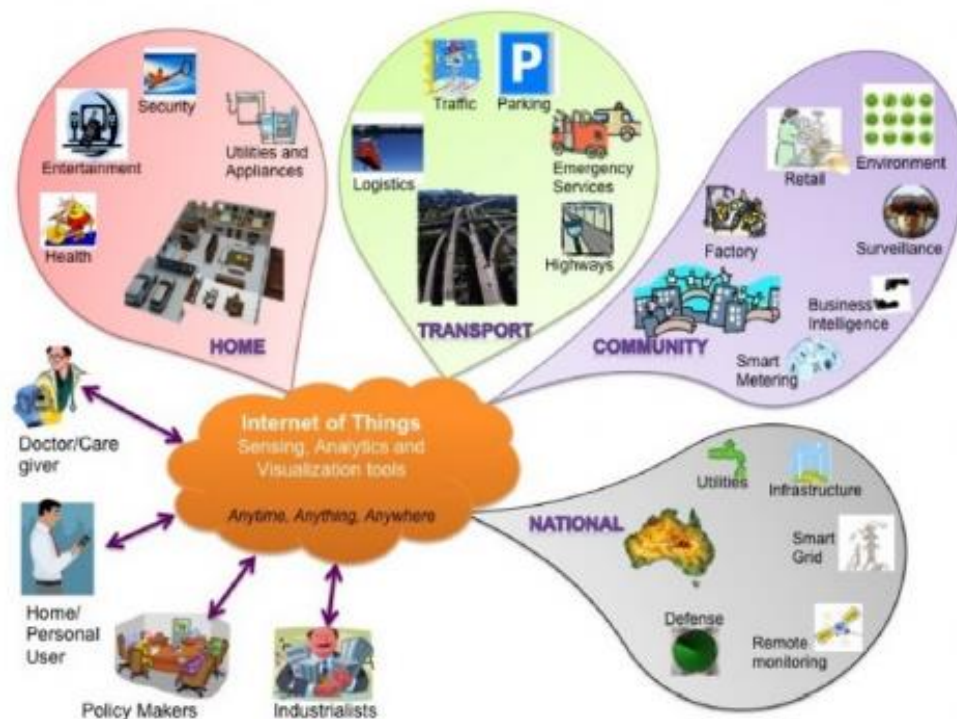 Security
Entertainment
Utilities and
Appliances
Health
HOME
Traffic
P
Parking
Logistics
Emergency
Services
Highways
TRANSPORT
Retail
Environment
Factory
Surveillance
Business
Intelligence
COMMUNITY
Smart
Metering
Internet of Things
Sensing, Analytics and
Visualization tools
Anytime, Anything, Anywhere
Doctor/Care
giver
Home/
Personal
User
Policy Makers
Industrialists
NATIONAL
Utilities
Infrastructure
Smart
Grid
Defense
Remote
monitoring